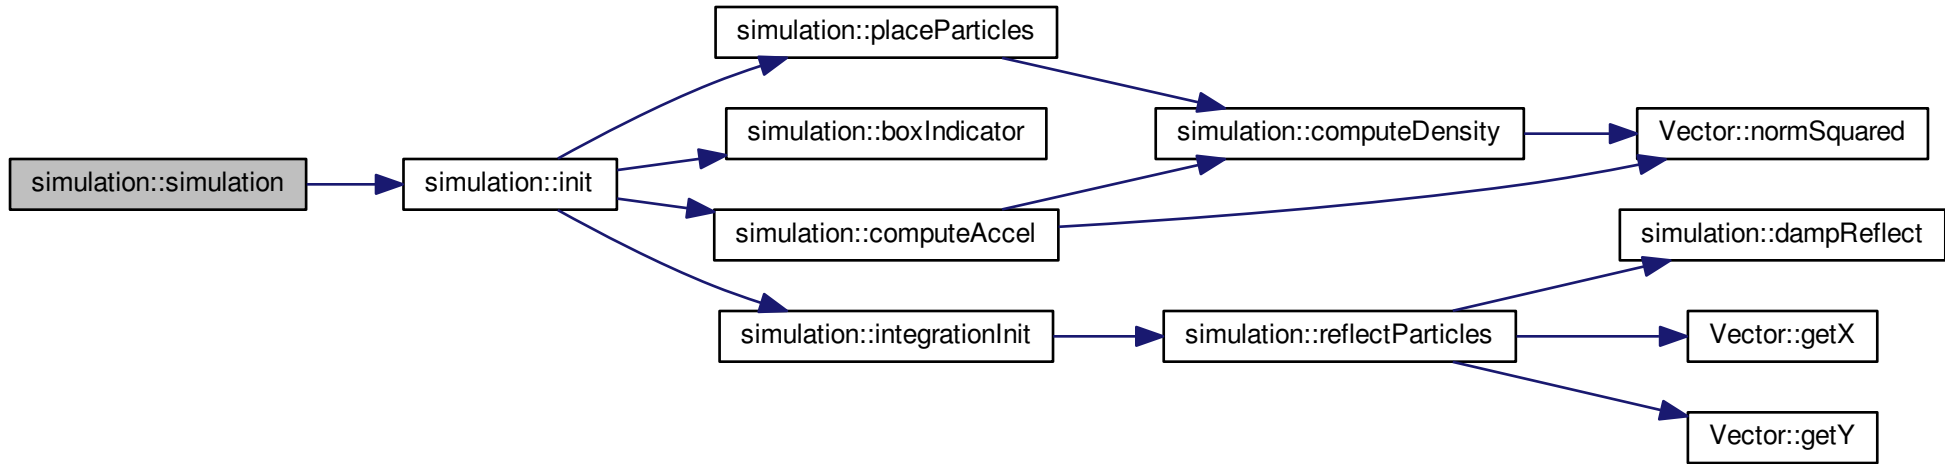 simulation::simulation
simulation::init
simulation::placeParticles
simulation::boxIndicator
simulation::computeAccel
simulation::integrationInit
simulation::computeDensity
simulation::reflectParticles
Vector::normSquared
simulation::dampReflect
Vector::getX
Vector::getY